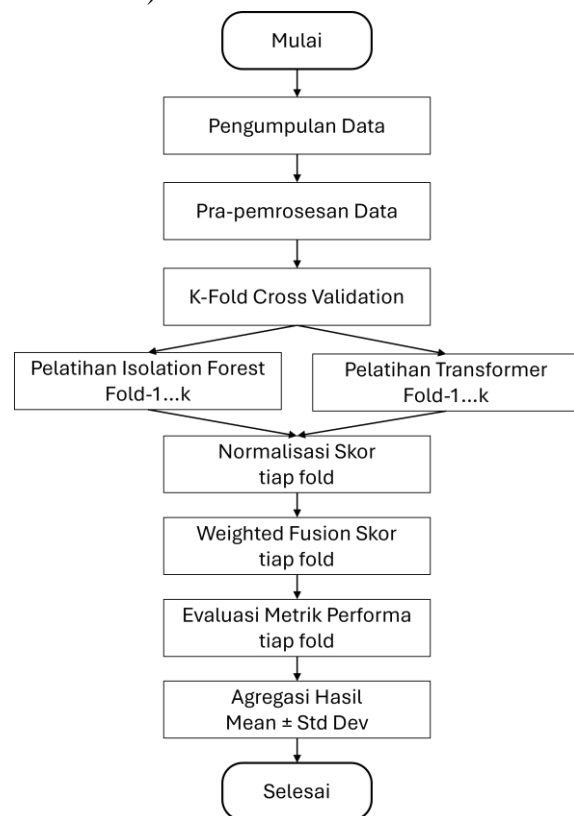 Mulai
Pengumpulan Data
Pra-pemrosesan Data
K-Fold Cross Validation
Pelatihan Isolation Forest
Fold-1...k
Pelatihan Transformer
Fold-1...k
Normalisasi Skor
tiap fold
Weighted Fusion Skor
tiap fold
Evaluasi Metrik Performa
tiap fold
Agregasi Hasil
Mean ± Std Dev
Selesai